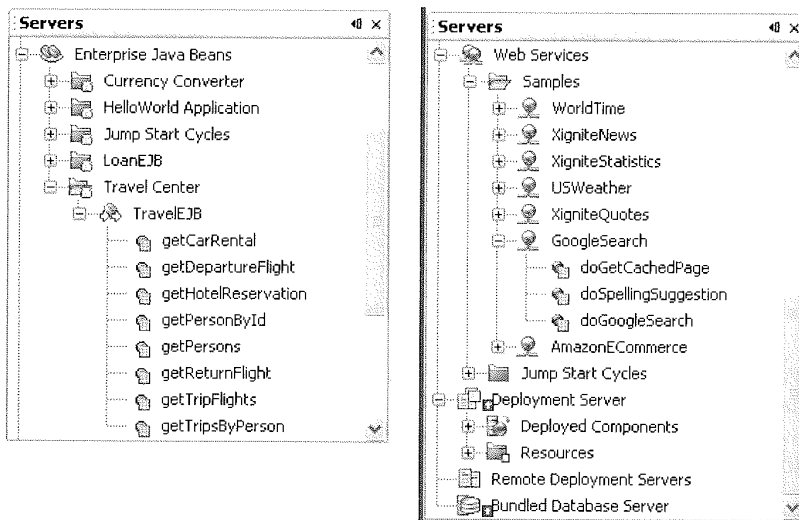 Servers
Enterprise Java Beans
Currency Converter
HelloWorld Application
Jump Start Cycles
LoanEJB
Travel Center
TravelEJB
getCarRental
getDepartureFlight
getHotelReservation
getPersonById
getPersons
getReturnFlight
getTripFlights
getTripsByPerson
Servers
Web Services
Samples
WorldTime
XigniteNews
XigniteStatistics
USWeather
XigniteQuotes
GoogleSearch
doGetCachedPage
doSpellingSuggestion
doGoogleSearch
AmazonECommerce
Jump Start Cycles
Deployment Server
Deployed Components
Resources
Remote Deployment Servers
Bundled Database Server